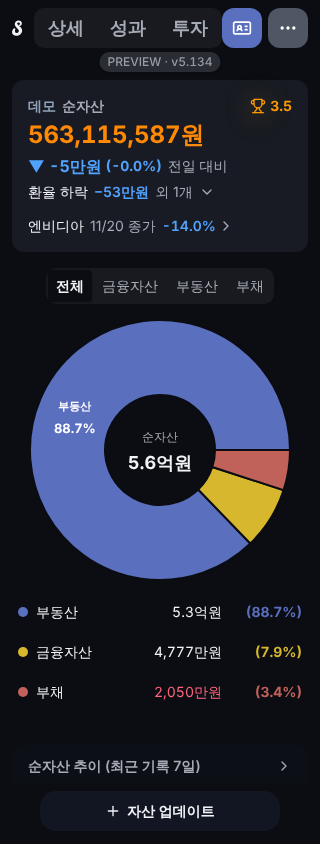 상세 성과 투자
PREVIEW · v5.134
데모 순자산 3.5
563,115,587원
▼ -5만원 (-0.0%) 전일 대비
환율 하락 −53만원 외 1개
엔비디아 11/20 종가 -14.0%
전체 금융자산 부동산 부채
부동산
88.7%
순자산
5.6억원
부동산 5.3억원 (88.7%)
금융자산 4,777만원 (7.9%)
부채 2,050만원 (3.4%)
순자산 추이 (최근 기록 7일)
+ 자산 업데이트